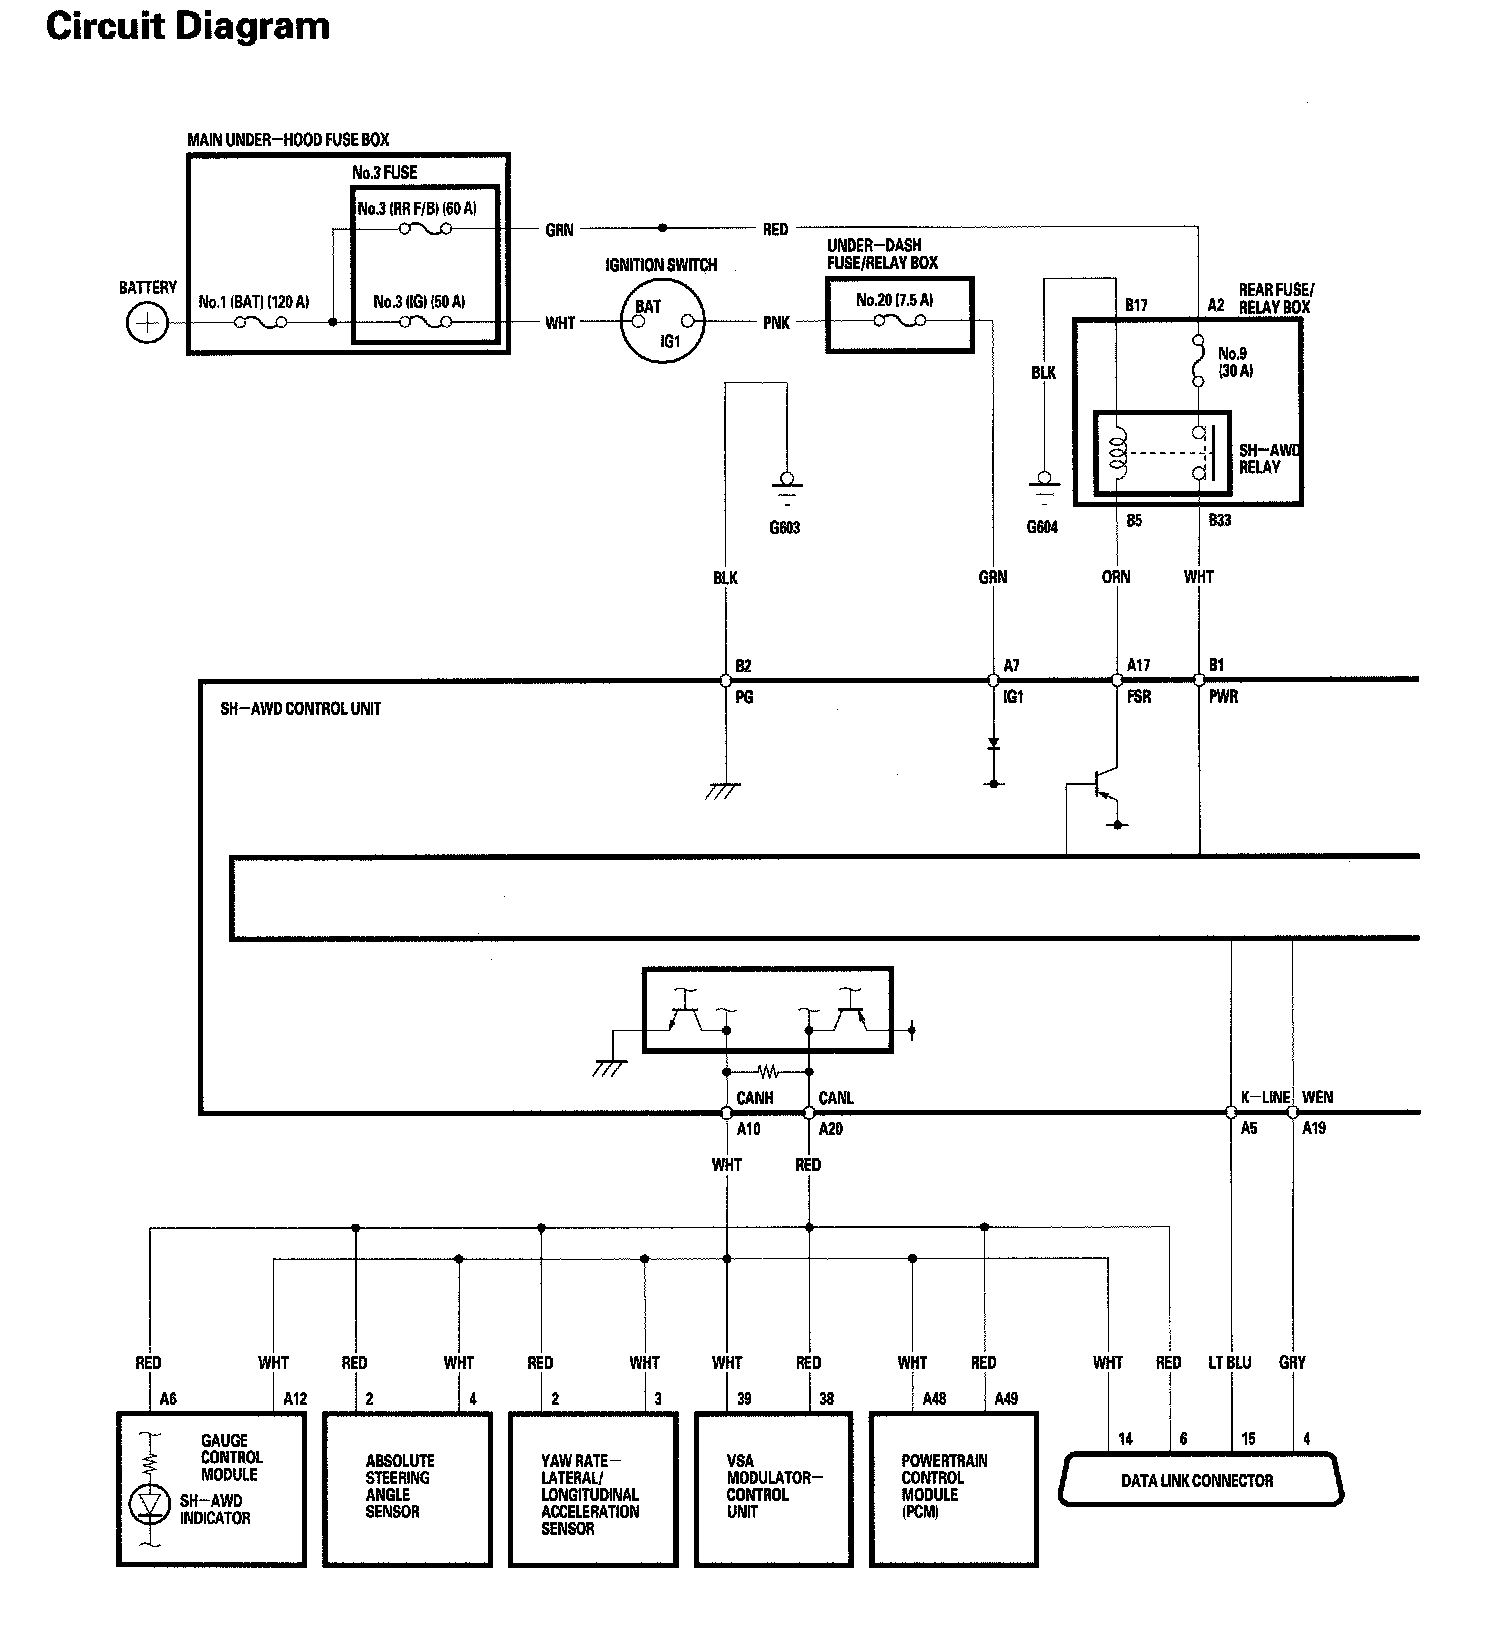 Circuit Diagram
MAIN UNDER-HOOD FUSE BOX
No.3 FUSE
No.3 (RR F/B) (60 A)
GRN
RED
UNDER-DASH
FUSE/RELAY BOX
IGNITION SWITCH
BATTERY
No.1 (BAT) (120 A)
No.3 (IG) (50 A)
WHT
BAT
IG1
PNK
No.20 (7.5 A)
B17
A2
REAR FUSE/
RELAY BOX
No.9
(30 A)
BLK
SH-AWD
RELAY
G603
G604
B5
B33
BLK
GRN
ORN
WHT
B2
A7
A17
B1
PG
IG1
FSR
PWR
SH-AWD CONTROL UNIT
CANH
CANL
K-LINE
WEN
A10
A20
A5
A19
WHT
RED
RED
WHT
RED
WHT
RED
WHT
WHT
RED
WHT
RED
WHT
RED
LT BLU
GRY
A6
A12
2
4
2
3
39
38
A48
A49
14
6
15
4
GAUGE
CONTROL
MODULE
SH-AWD
INDICATOR
ABSOLUTE
STEERING
ANGLE
SENSOR
YAW RATE-
LATERAL/
LONGITUDINAL
ACCELERATION
SENSOR
VSA
MODULATOR-
CONTROL
UNIT
POWERTRAIN
CONTROL
MODULE
(PCM)
DATA LINK CONNECTOR